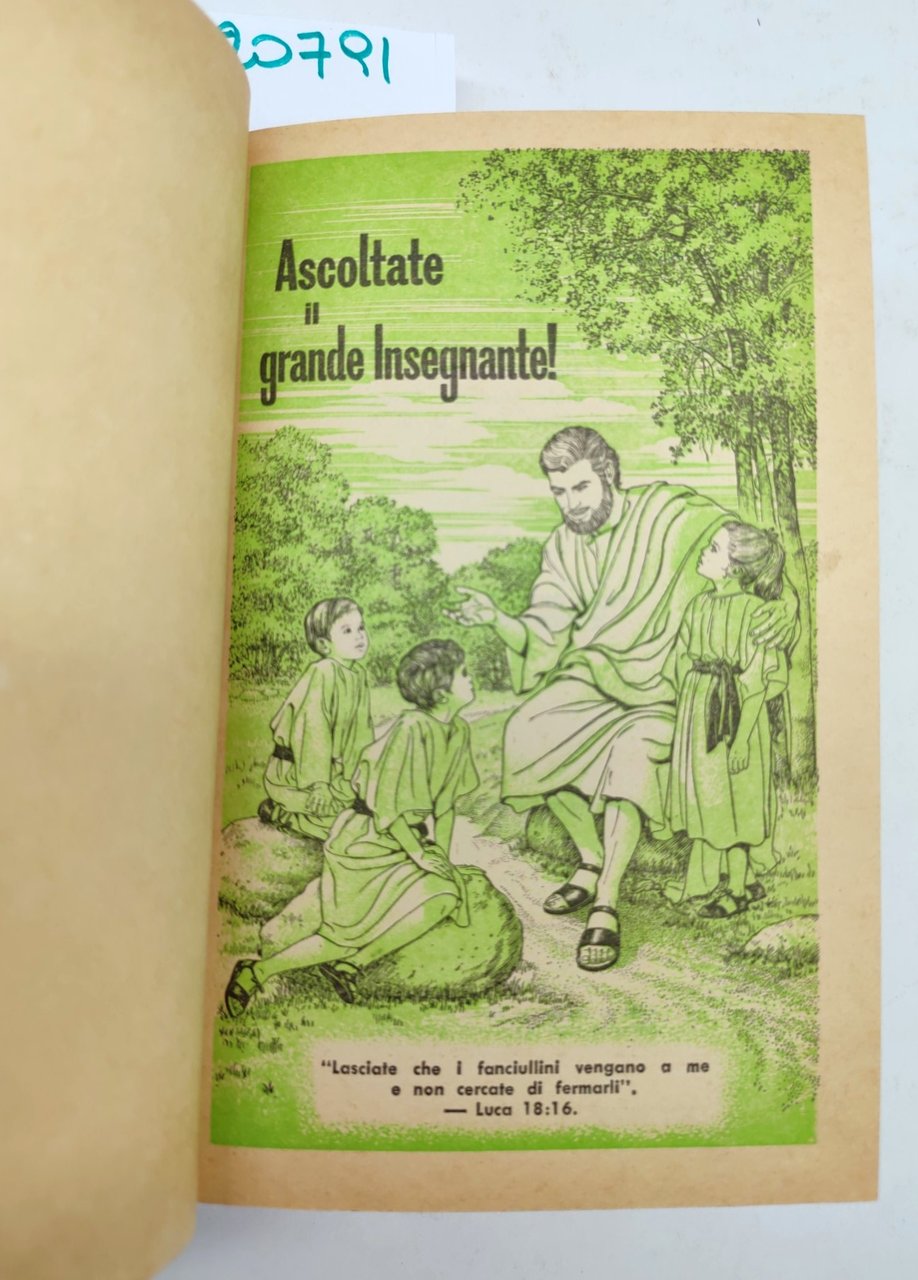 20791
Ascoltate
il
grande Insegnante!
“Lasciate che i fanciullini vengano a me
e non cercate di fermarli”.
— Luca 18:16.